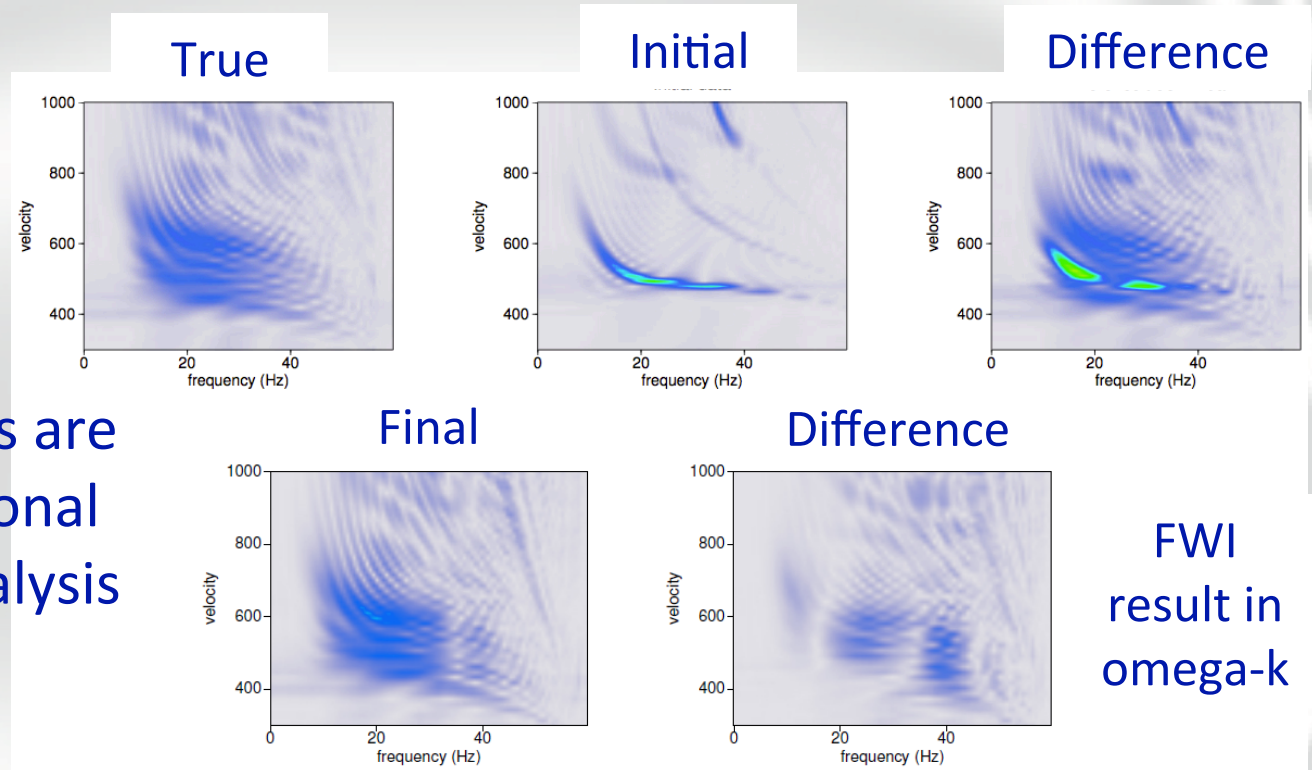 True
Initial
Difference
1000
800
600
400
velocity
0 20 40
frequency (Hz)
1000
800
600
400
velocity
0 20 40
frequency (Hz)
1000
800
600
400
velocity
0 20 40
frequency (Hz)
s are
onal
alysis
Final
Difference
1000
800
600
400
velocity
0 20 40
frequency (Hz)
1000
800
600
400
velocity
0 20 40
frequency (Hz)
FWI
result in
omega-k